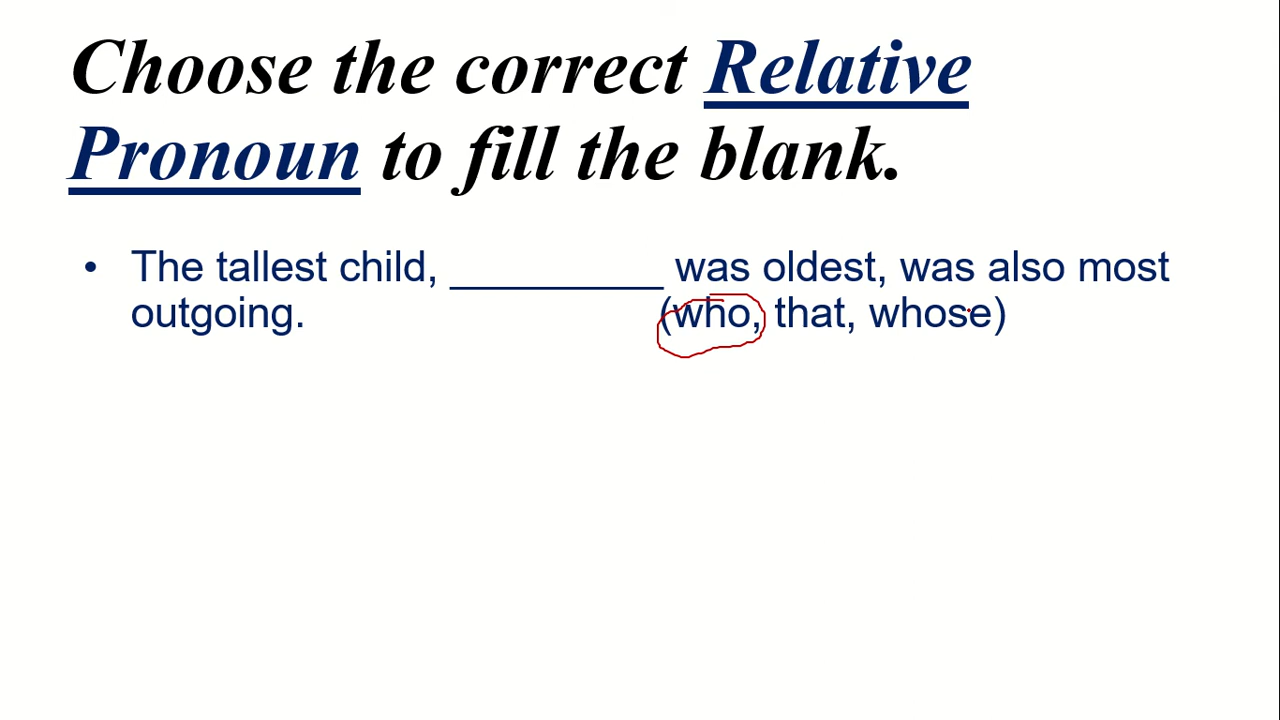 Choose the correct Relative
Pronoun to fill the blank.
• The tallest child, __________ was oldest, was also most
outgoing. (who, that, whose)